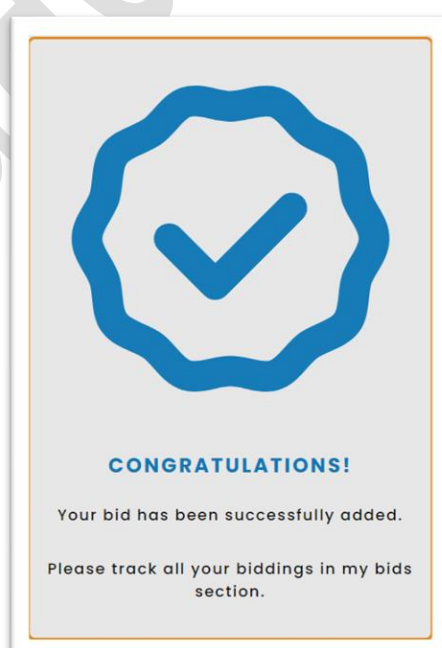 CONGRATULATIONS!
Your bid has been successfully added.
Please track all your biddings in my bids
section.